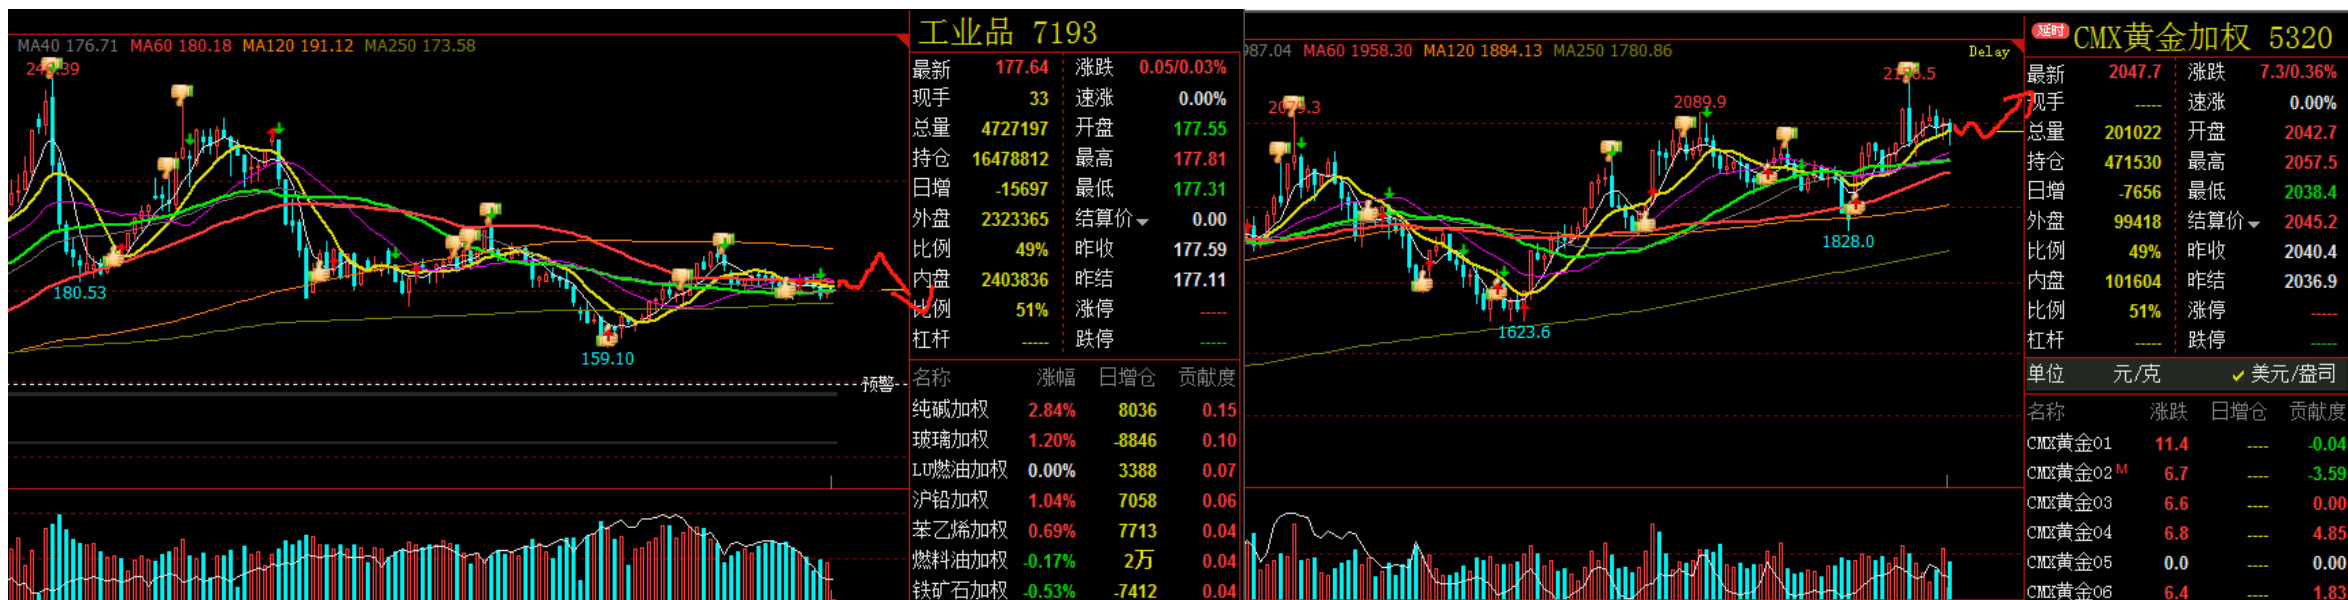 MA40 176.71 MA60 180.18 MA120 191.12 MA250 173.58
180.53
159.10
预警
工业品 7193
最新 177.64 涨跌 0.05/0.03%
现手 33 速涨 0.00%
总量 4727197 开盘 177.55
持仓 16478812 最高 177.81
日增 -15697 最低 177.31
外盘 2323365 结算价 0.00
比例 49% 昨收 177.59
内盘 2403836 昨结 177.11
比例 51% 涨停 -----
杠杆 ----- 跌停 -----
名称 涨幅 日增仓 贡献度
纯碱加权 2.84% 8036 0.15
玻璃加权 1.20% -8846 0.10
LU燃油加权 0.00% 3388 0.07
沪铅加权 1.04% 7058 0.06
苯乙烯加权 0.69% 7713 0.04
燃料油加权 -0.17% 2万 0.04
铁矿石加权 -0.53% -7412 0.04
987.04 MA60 1958.30 MA120 1884.13 MA250 1780.86
Delay
2089.9
1828.0
1623.6
延时 CMX黄金加权 5320
最新 2047.7 涨跌 7.3/0.36%
现手 ----- 速涨 0.00%
总量 201022 开盘 2042.7
持仓 471530 最高 2057.5
日增 -7656 最低 2038.4
外盘 99418 结算价 2045.2
比例 49% 昨收 2040.4
内盘 101604 昨结 2036.9
比例 51% 涨停 -----
杠杆 ----- 跌停 -----
单位 元/克 美元/盎司
名称 涨跌 日增仓 贡献度
CMX黄金01 11.4 ---- -0.04
CMX黄金02 M 6.7 ---- -3.59
CMX黄金03 6.6 ---- 0.00
CMX黄金04 6.8 ---- 4.85
CMX黄金05 0.0 ---- 0.00
CMX黄金06 6.4 ---- 1.83